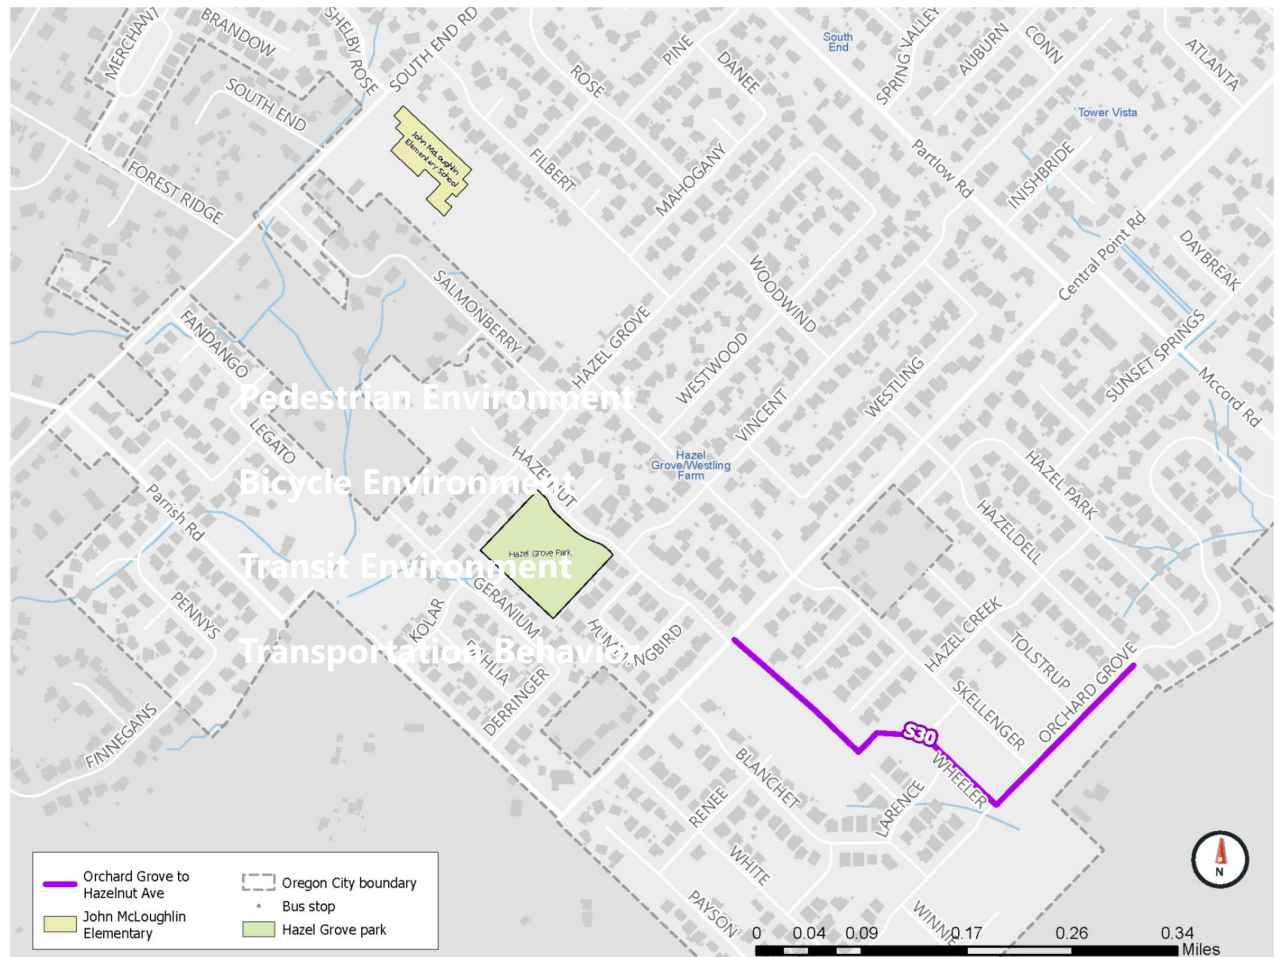 MERCHANT
BRANDOW
SHELBY ROSE
SOUTH END RD
SOUTH END
FOREST RIDGE
John McLoughlin
Elementary School
ROSE
PINE
DANEE
South
End
SPRING VALLEY
AUBURN
CONN
ATLANTA
Tower Vista
FILBERT
MAHOGANY
Partlow Rd
INISHBRIDE
Central Point Rd
DAYBREAK
SALMONBERRY
WOODWIND
FANDANGO
HAZEL GROVE
WESTWOOD
VINCENT
WESTLING
SUNSET SPRINGS
Mccord Rd
Pedestrian Environment
LEGATO
HAZELNUT
Hazel
Grove/Westling
Farm
HAZEL PARK
Bicycle Environment
Parrish Rd
HAZELDELL
Hazel Grove Park
Transit Environment
GERANIUM
PENNYS
KOLAR
HUMMINGBIRD
HAZEL CREEK
TOLSTRUP
Transportation Behavior
DAHLIA
DERRINGER
SKELLENGER
ORCHARD GROVE
FINNEGANS
S30
WHEELER
BLANCHET
RENEE
LARENCE
WHITE
PAYSON
WINNIE
Orchard Grove to
Hazelnut Ave
John McLoughlin
Elementary
Oregon City boundary
Bus stop
Hazel Grove park
N
0 0.04 0.09 0.17 0.26 0.34
Miles